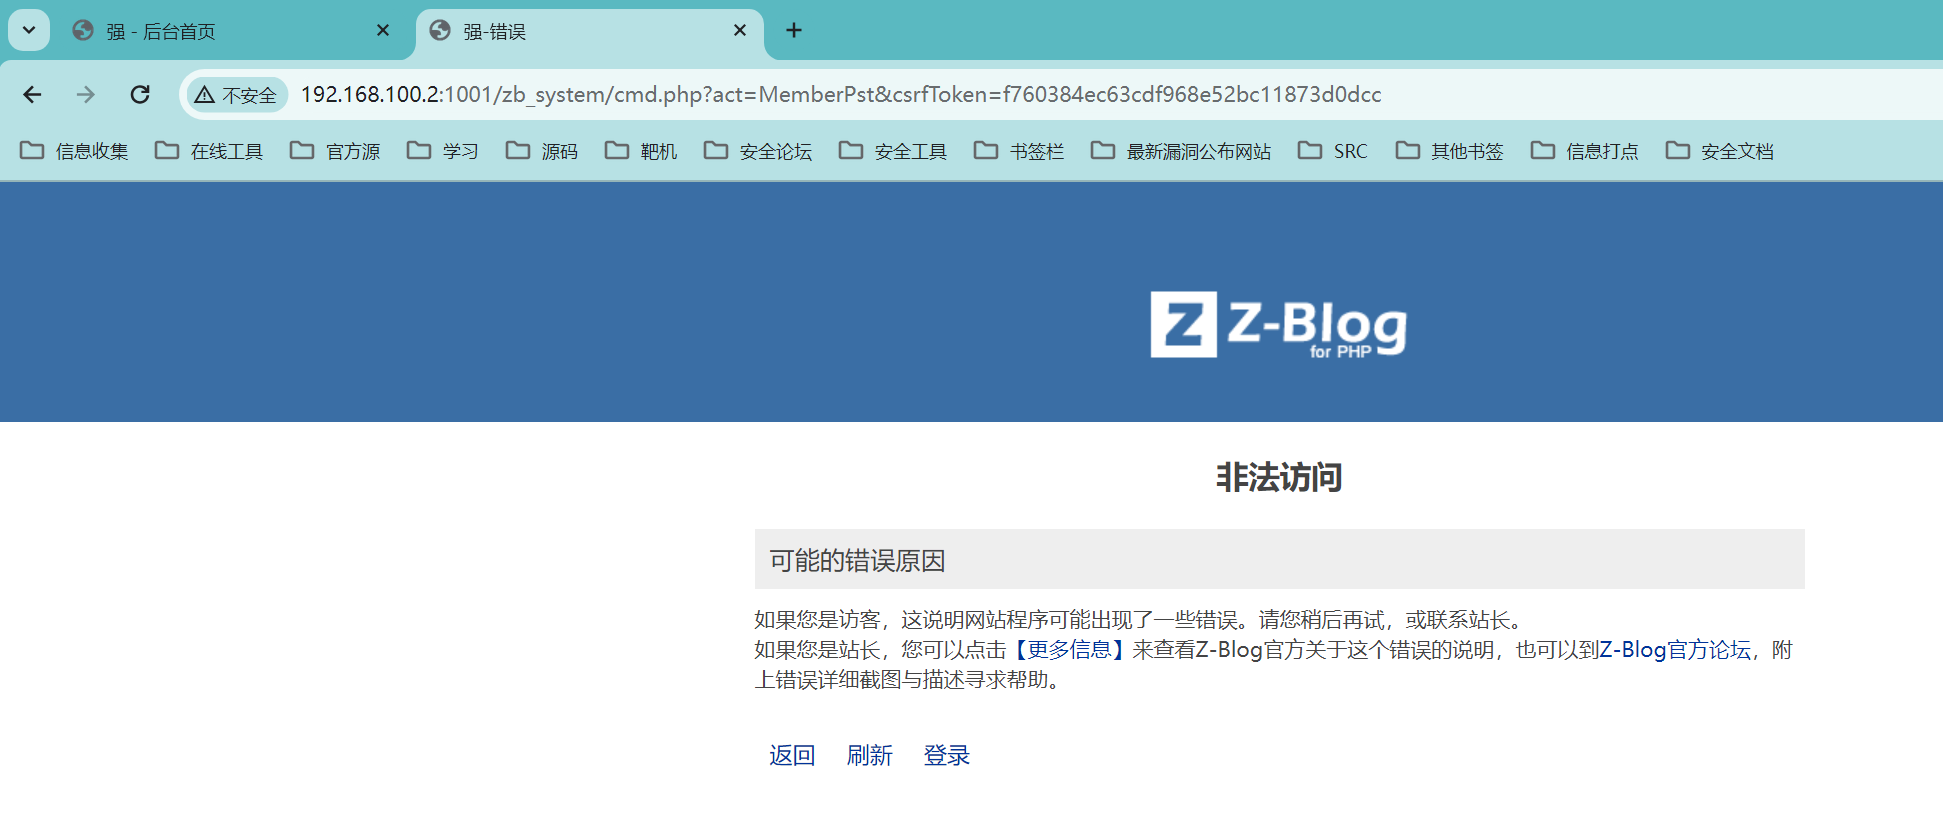 强 - 后台首页
强-错误
不安全
192.168.100.2:1001/zb_system/cmd.php?act=MemberPst&csrfToken=f760384ec63cdf968e52bc11873d0dcc
信息收集 在线工具 官方源 学习 源码 靶机 安全论坛 安全工具 书签栏 最新漏洞公布网站 SRC 其他书签 信息打点 安全文档
Z Z-Blog
for PHP
非法访问
可能的错误原因
如果您是访客，这说明网站程序可能出现了一些错误。请您稍后再试，或联系站长。
如果您是站长，您可以点击【更多信息】来查看Z-Blog官方关于这个错误的说明，也可以到Z-Blog官方论坛，附
上错误详细截图与描述寻求帮助。
返回 刷新 登录